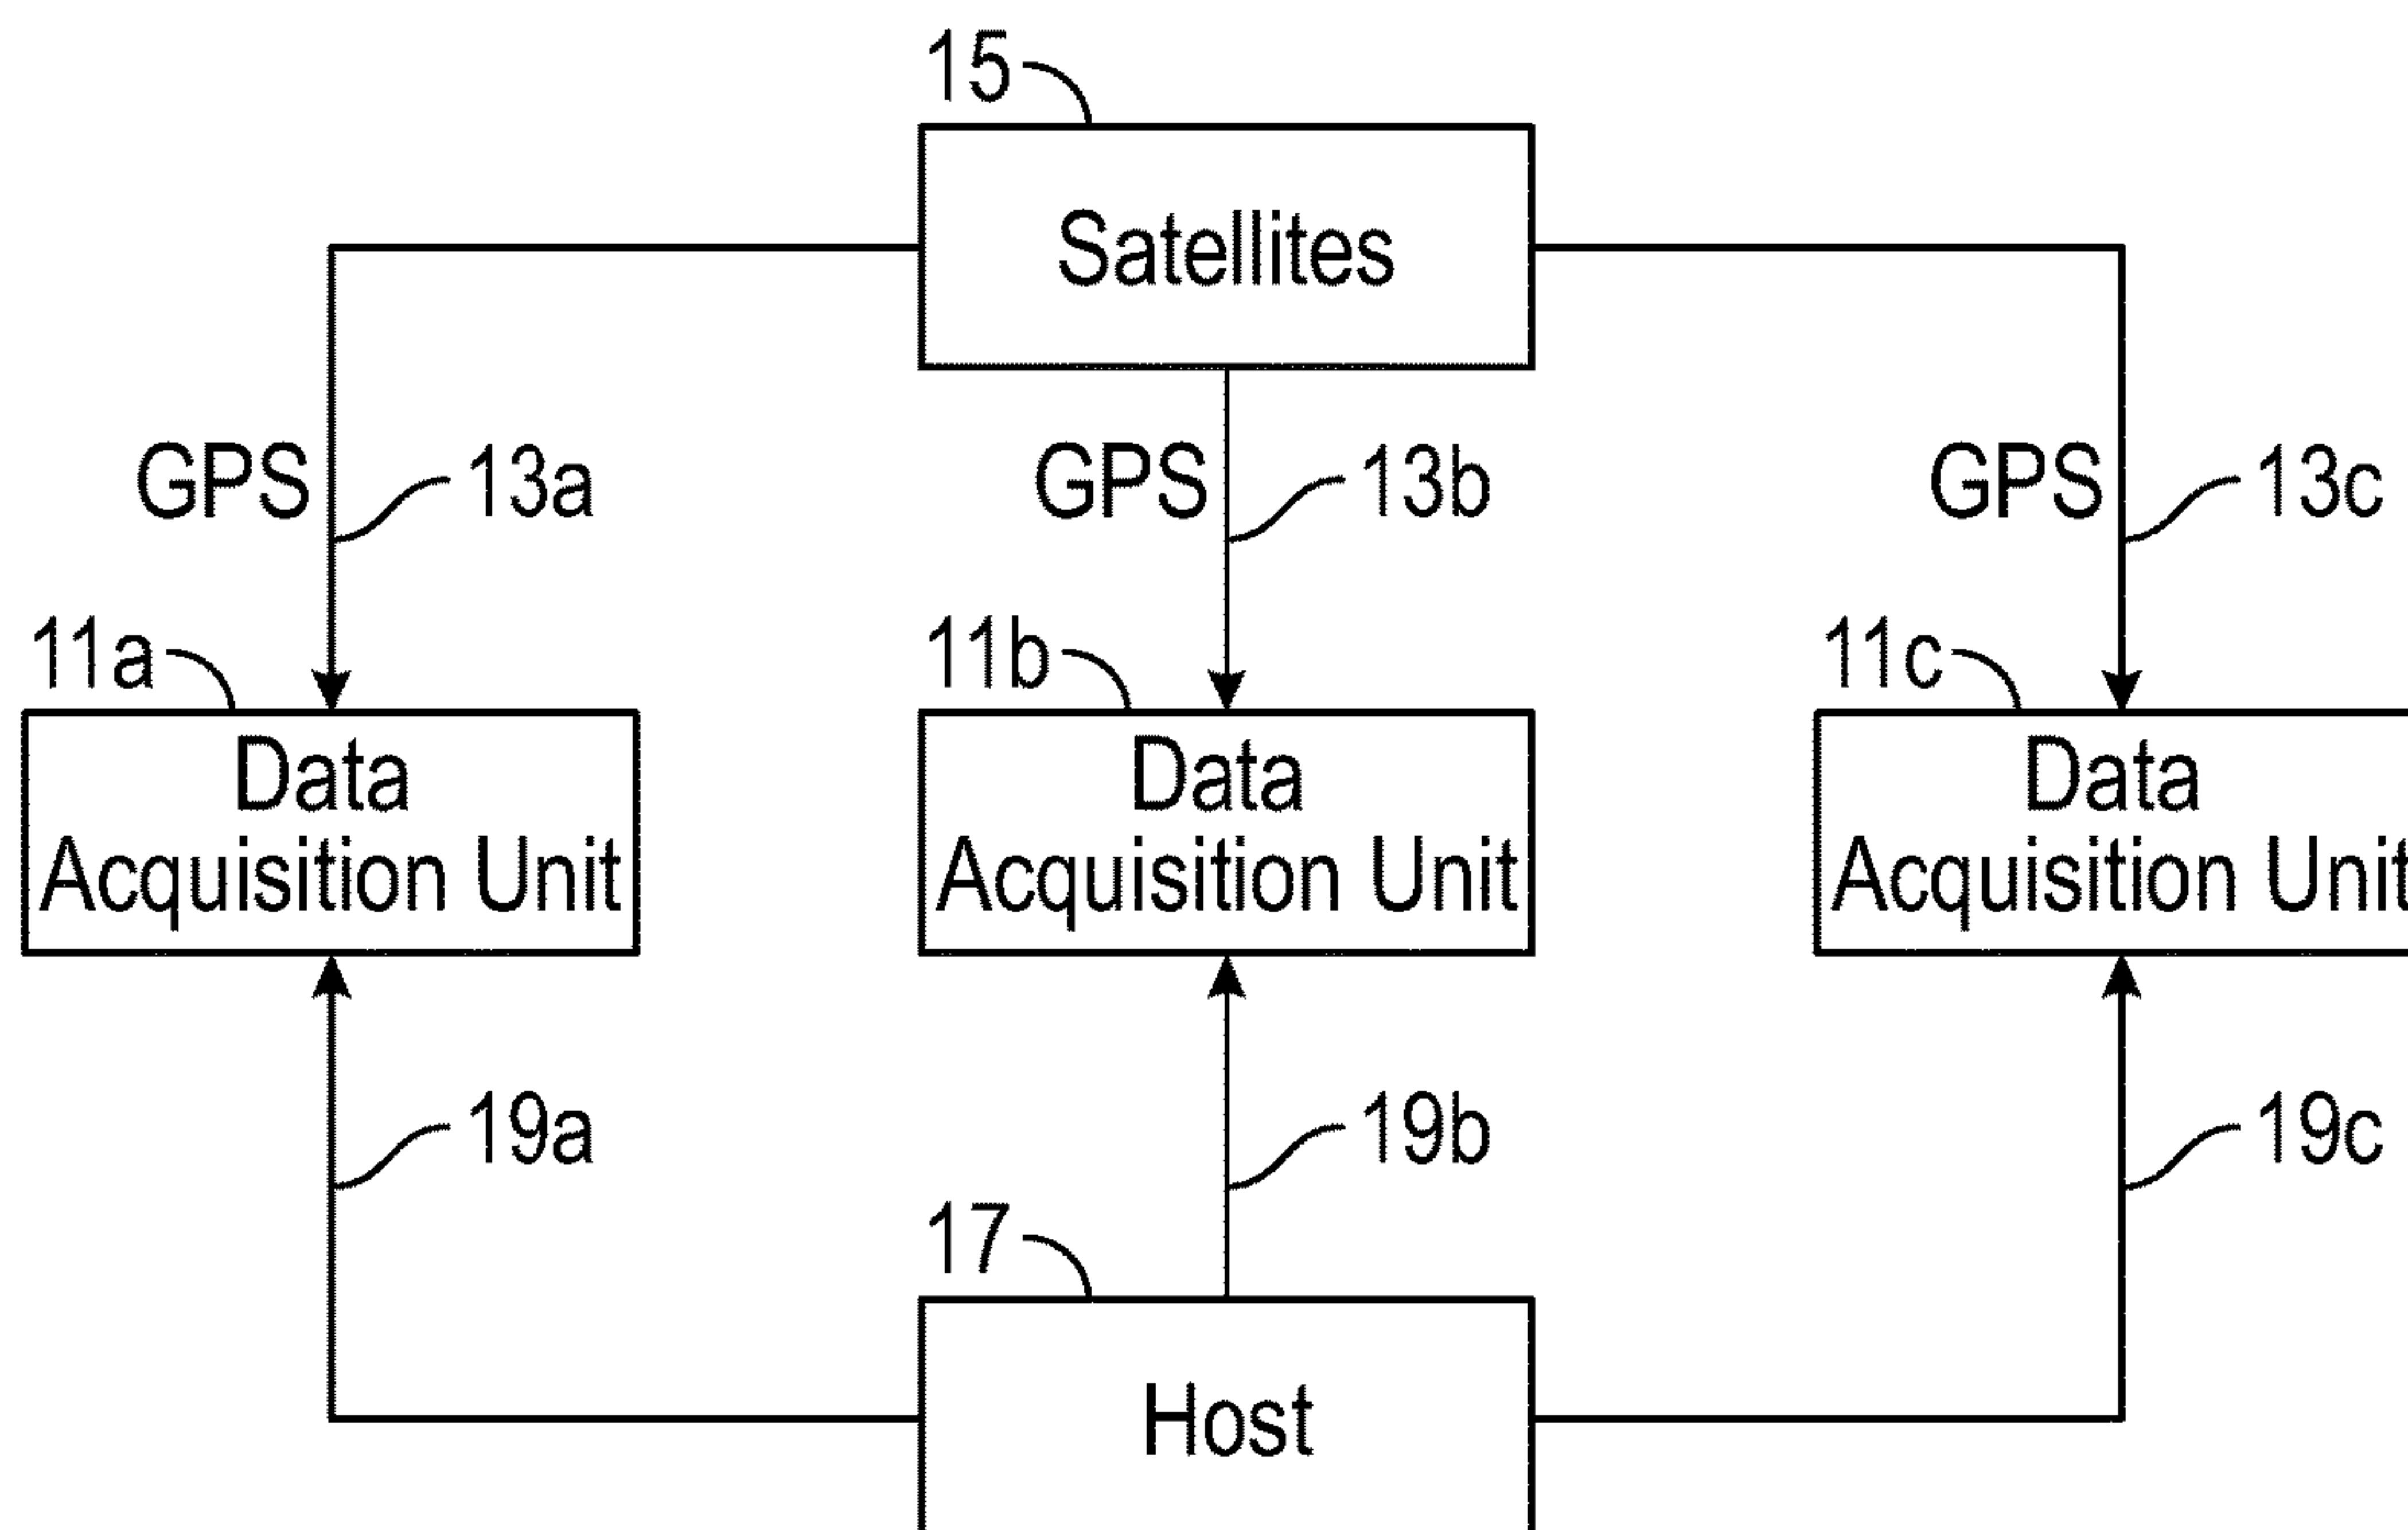 15
Satellites
GPS 13a GPS 13b GPS 13c
11a 11b 11c
Data Data Data
Acquisition Unit Acquisition Unit Acquisition Unit
19a 19b 19c
17
Host